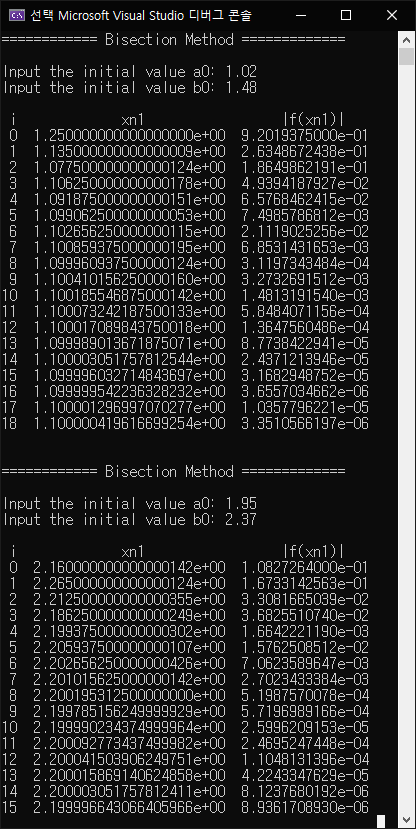 선택 Microsoft Visual Studio 디버그 콘솔
============ Bisection Method =============
Input the initial value a0: 1.02
Input the initial value b0: 1.48
i xn1 |f(xn1)|
0 1.250000000000000000e+00 9.2019375000e-01
1 1.135000000000000009e+00 2.6348672438e-01
2 1.077500000000000124e+00 1.8649862191e-01
3 1.106250000000000178e+00 4.9394187927e-02
4 1.091875000000000151e+00 6.5768462415e-02
5 1.099062500000000053e+00 7.4985786812e-03
6 1.102656250000000115e+00 2.1119025256e-02
7 1.100859375000000195e+00 6.8531431653e-03
8 1.099960937500000124e+00 3.1197343484e-04
9 1.100410156250000160e+00 3.2732691512e-03
10 1.100185546875000142e+00 1.4813191540e-03
11 1.100073242187500133e+00 5.8484071156e-04
12 1.100017089843750018e+00 1.3647560486e-04
13 1.099989013671875071e+00 8.7738422941e-05
14 1.100003051757812544e+00 2.4371213946e-05
15 1.099996032714843697e+00 3.1682948752e-05
16 1.099999542236328232e+00 3.6557034662e-06
17 1.100001296997070277e+00 1.0357796221e-05
18 1.100000419616699254e+00 3.3510566197e-06
============ Bisection Method =============
Input the initial value a0: 1.95
Input the initial value b0: 2.37
i xn1 |f(xn1)|
0 2.160000000000000142e+00 1.0827264000e-01
1 2.265000000000000124e+00 1.6733142563e-01
2 2.212500000000000355e+00 3.3081665039e-02
3 2.186250000000000249e+00 3.6825510740e-02
4 2.199375000000000302e+00 1.6642221190e-03
5 2.205937500000000107e+00 1.5762508512e-02
6 2.202656250000000426e+00 7.0623589647e-03
7 2.201015625000000142e+00 2.7023433384e-03
8 2.200195312500000000e+00 5.1987570078e-04
9 2.199785156249999929e+00 5.7196989166e-04
10 2.199990234374999964e+00 2.5996209153e-05
11 2.200092773437499982e+00 2.4695247448e-04
12 2.200041503906249751e+00 1.1048131396e-04
13 2.200015869140624858e+00 4.2243347629e-05
14 2.200003051757812411e+00 8.1237680192e-06
15 2.199996643066405966e+00 8.9361708930e-06